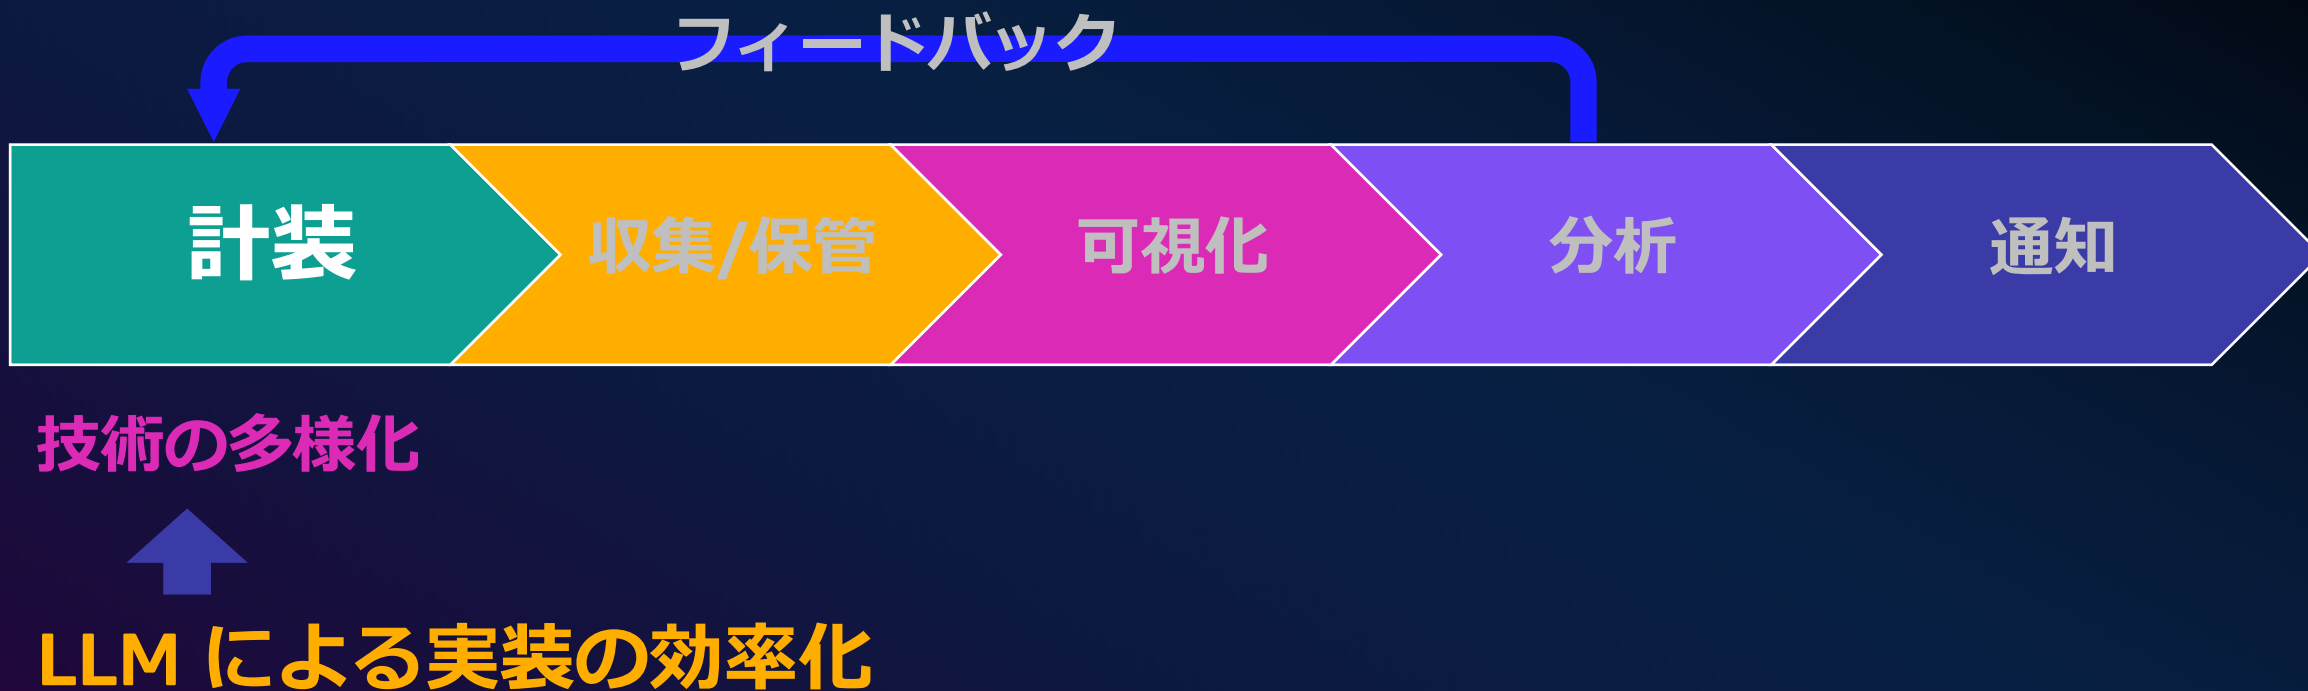 フィードバック
計装
収集/保管
可視化
分析
通知
技術の多様化
LLM による実装の効率化